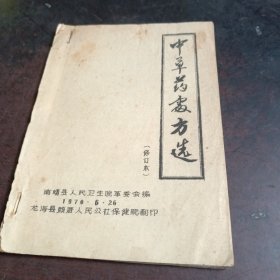 中草药处方选
(修订本)
南靖县人民卫生院革委会编
1970.6.26
龙海县颜厝人民公社保健院翻印